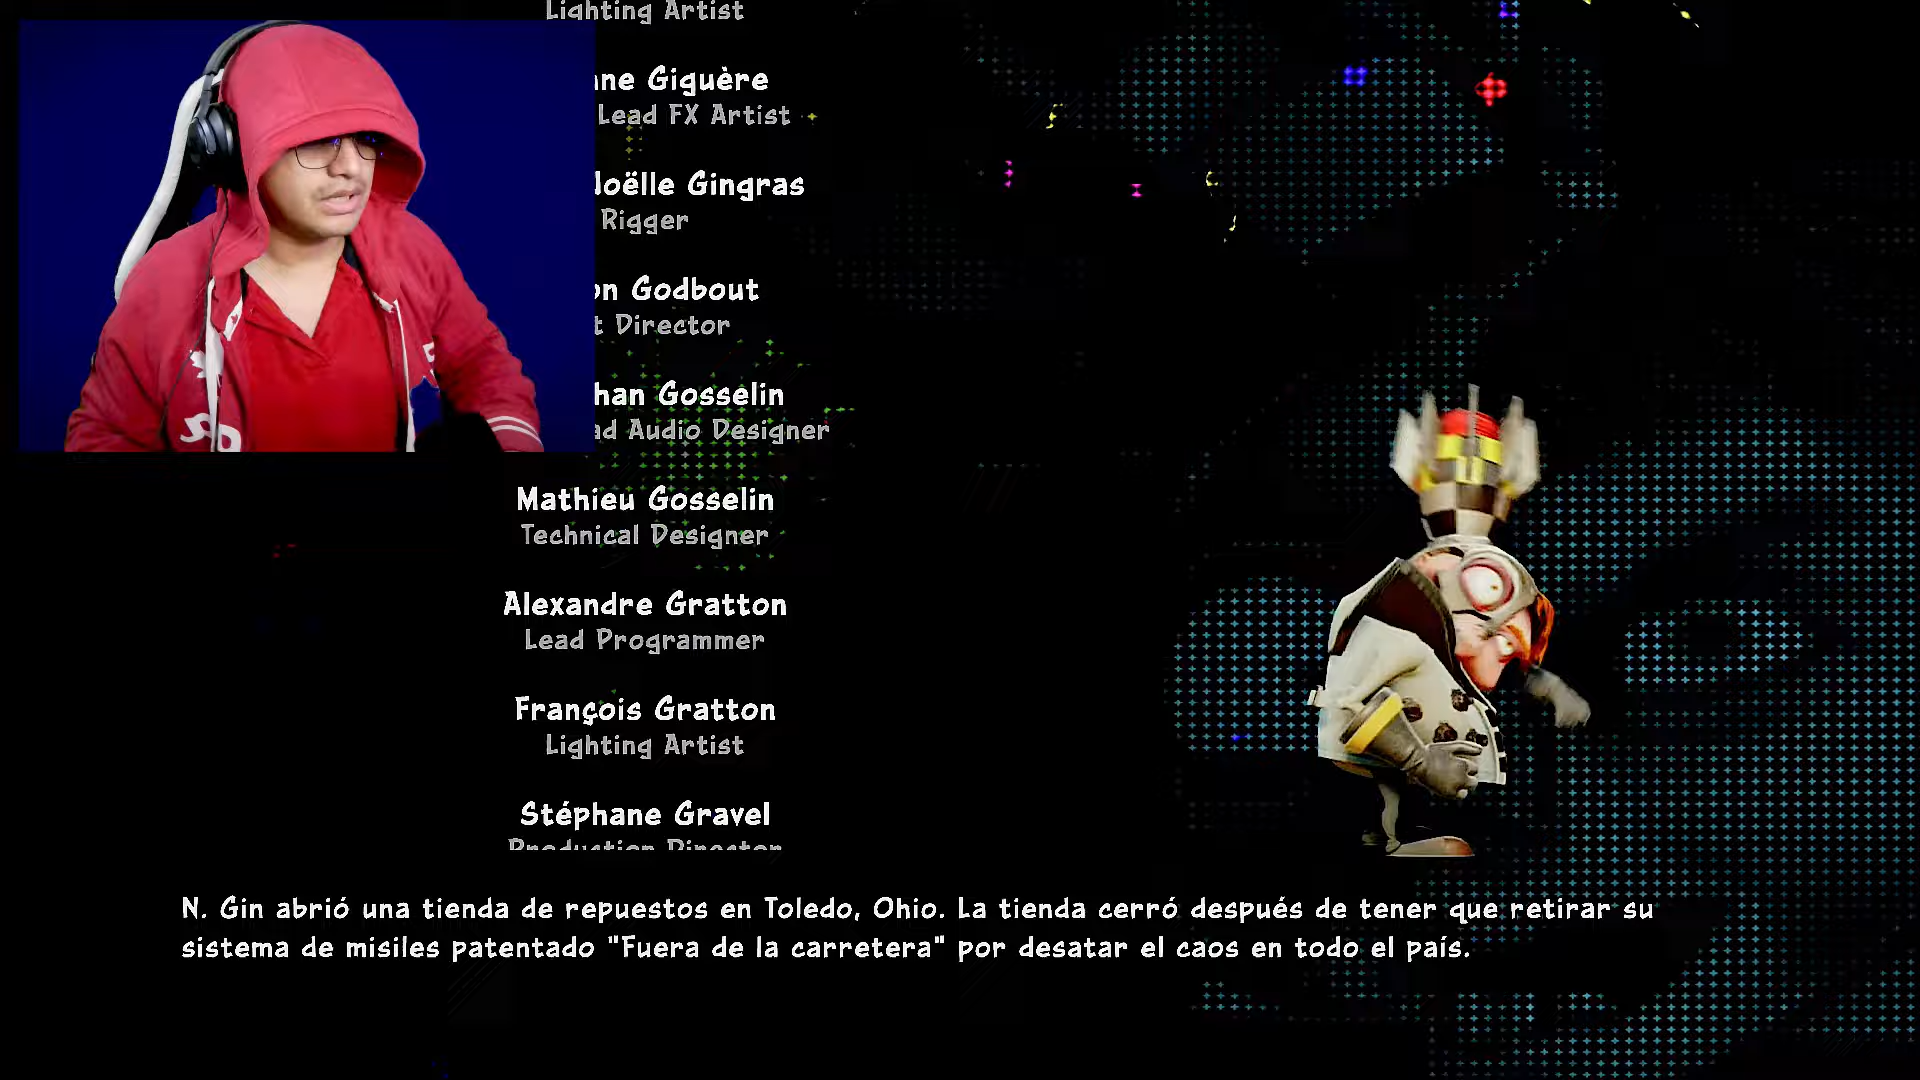 Lighting Artist
Giguère
Lead FX Artist
Gingras
Rigger
Godbout
Director
Gosselin
Audio Designer
Mathieu Gosselin
Technical Designer
Alexandre Gratton
Lead Programmer
François Gratton
Lighting Artist
Stéphane Gravel
Production Director
N. Gin abrió una tienda de repuestos en Toledo, Ohio. La tienda cerró después de tener que retirar su
sistema de misiles patentado "Fuera de la carretera" por desatar el caos en todo el país.